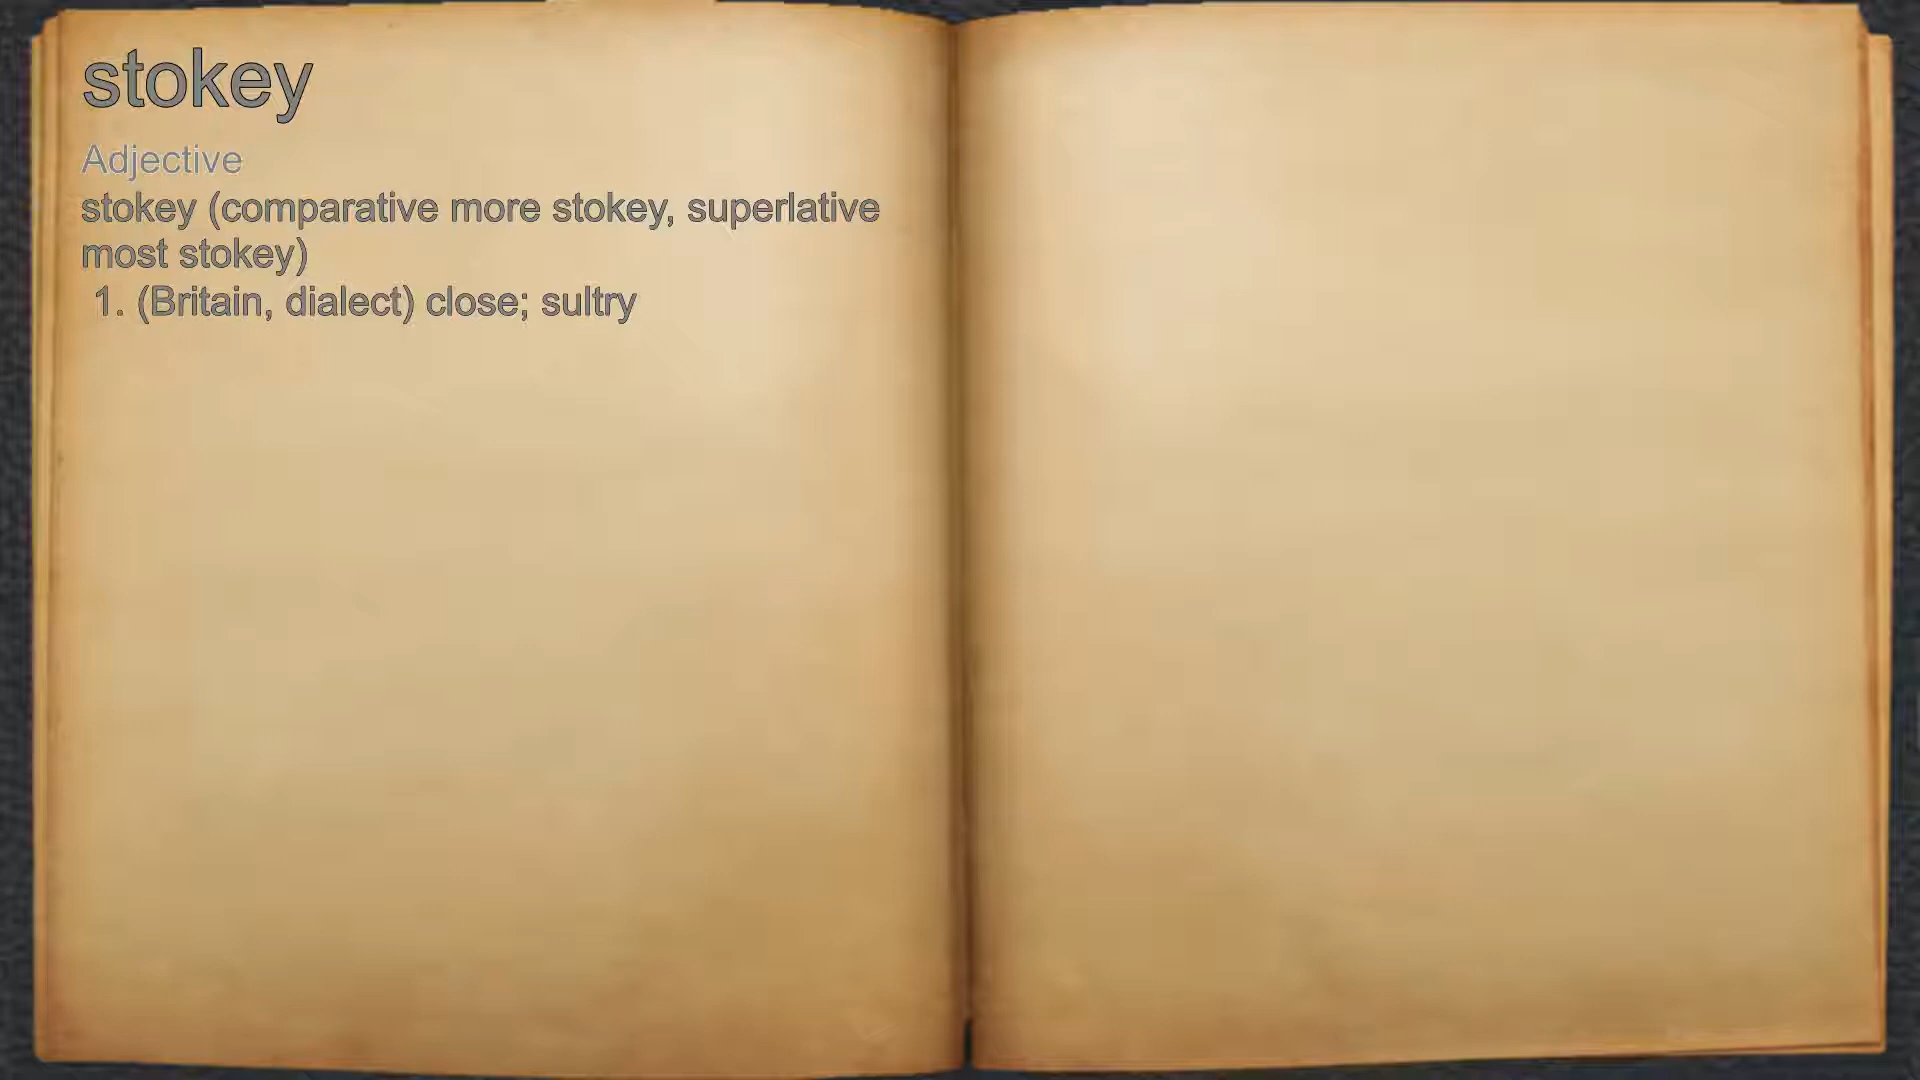 stokey
Adjective
stokey (comparative more stokey, superlative
most stokey)
1. (Britain, dialect) close; sultry